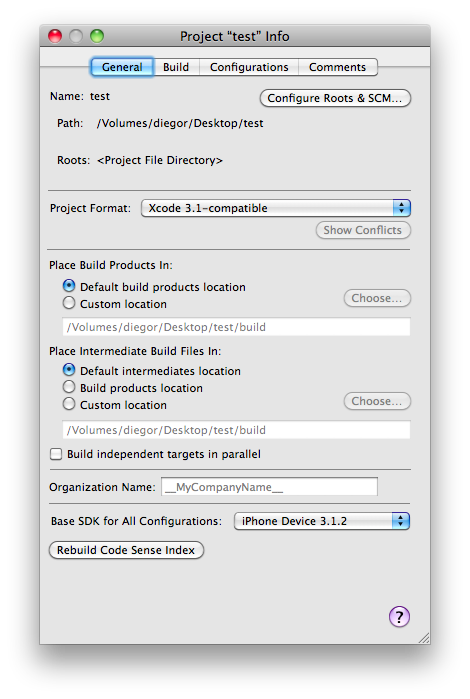 Project “test” Info
General Build Configurations Comments
Name: test Configure Roots & SCM...
Path: /Volumes/diegor/Desktop/test
Roots: <Project File Directory>
Project Format: Xcode 3.1-compatible
Show Conflicts
Place Build Products In:
Default build products location
Custom location Choose...
/Volumes/diegor/Desktop/test/build
Place Intermediate Build Files In:
Default intermediates location
Build products location
Custom location Choose...
/Volumes/diegor/Desktop/test/build
Build independent targets in parallel
Organization Name: __MyCompanyName__
Base SDK for All Configurations: iPhone Device 3.1.2
Rebuild Code Sense Index
?